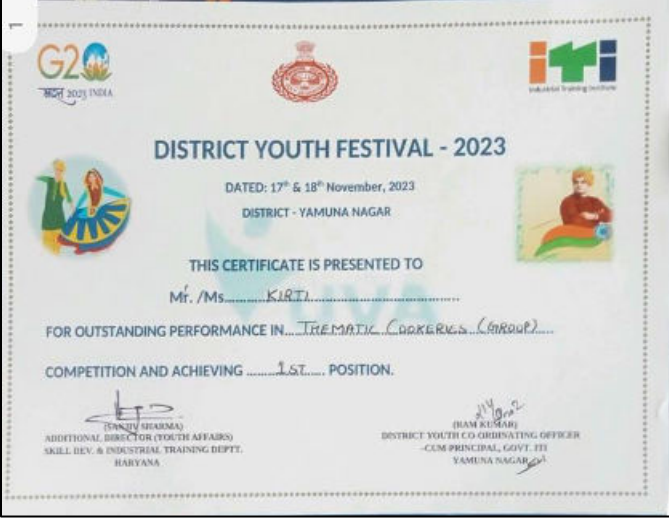 1
G20
भारत 2023 INDIA
iTi
Industrial Training Institute
DISTRICT YOUTH FESTIVAL - 2023
DATED: 17th & 18th November, 2023
DISTRICT - YAMUNA NAGAR
YUVA
THIS CERTIFICATE IS PRESENTED TO
Mr. /Ms. KIRTI
FOR OUTSTANDING PERFORMANCE IN THEMATIC COOKERIES (GROUP)
COMPETITION AND ACHIEVING 1ST POSITION.
(SANJIV SHARMA)
ADDITIONAL DIRECTOR (YOUTH AFFAIRS)
SKILL DEV. & INDUSTRIAL TRAINING DEPTT.
HARYANA
(RAM KUMAR)
DISTRICT YOUTH CO-ORDINATING OFFICER
-CUM PRINCIPAL, GOVT. ITI
YAMUNA NAGAR